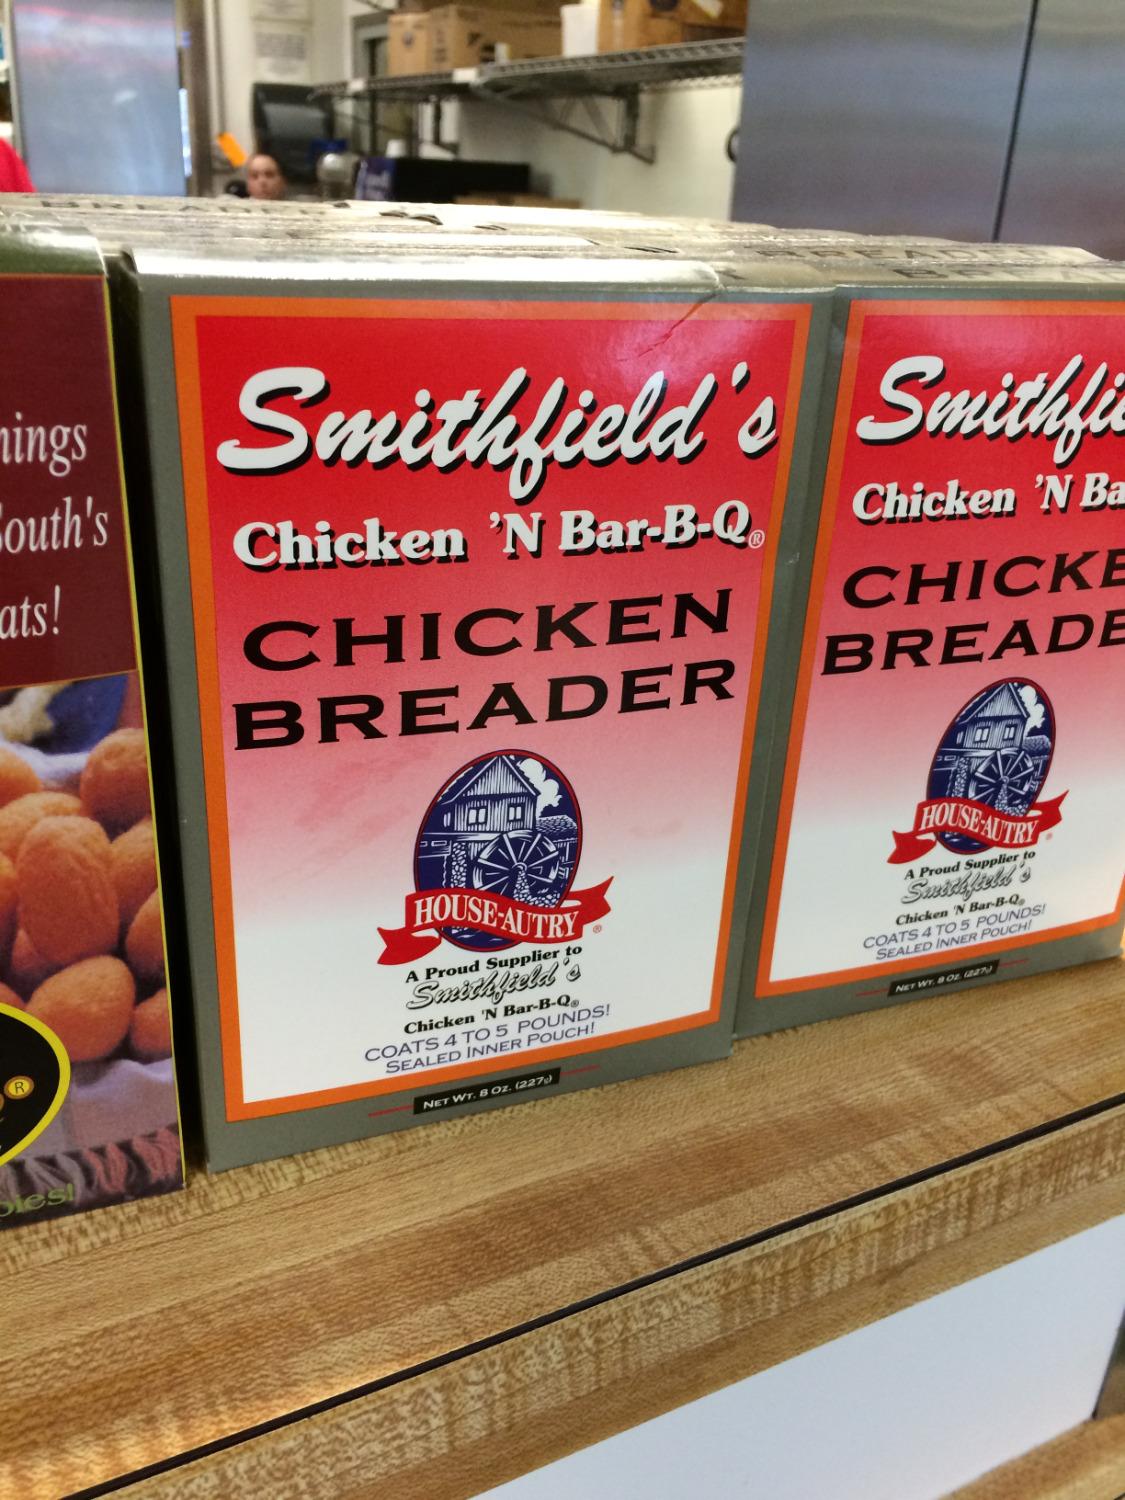 Smithfield's
Chicken 'N Bar-B-Q®
CHICKEN
BREADER
HOUSE-AUTRY®
A Proud Supplier to
Smithfield's
Chicken 'N Bar-B-Q®
COATS 4 TO 5 POUNDS!
SEALED INNER POUCH!
NET WT. 8 OZ. (227g)
Smithfie
Chicken 'N Ba
CHICKE
BREADE
HOUSE-AUTRY®
A Proud Supplier to
Smithfield's
Chicken 'N Bar-B-Q®
COATS 4 TO 5 POUNDS!
SEALED INNER POUCH!
NET WT. 8 OZ. (227g)
nings
South's
ats!
®